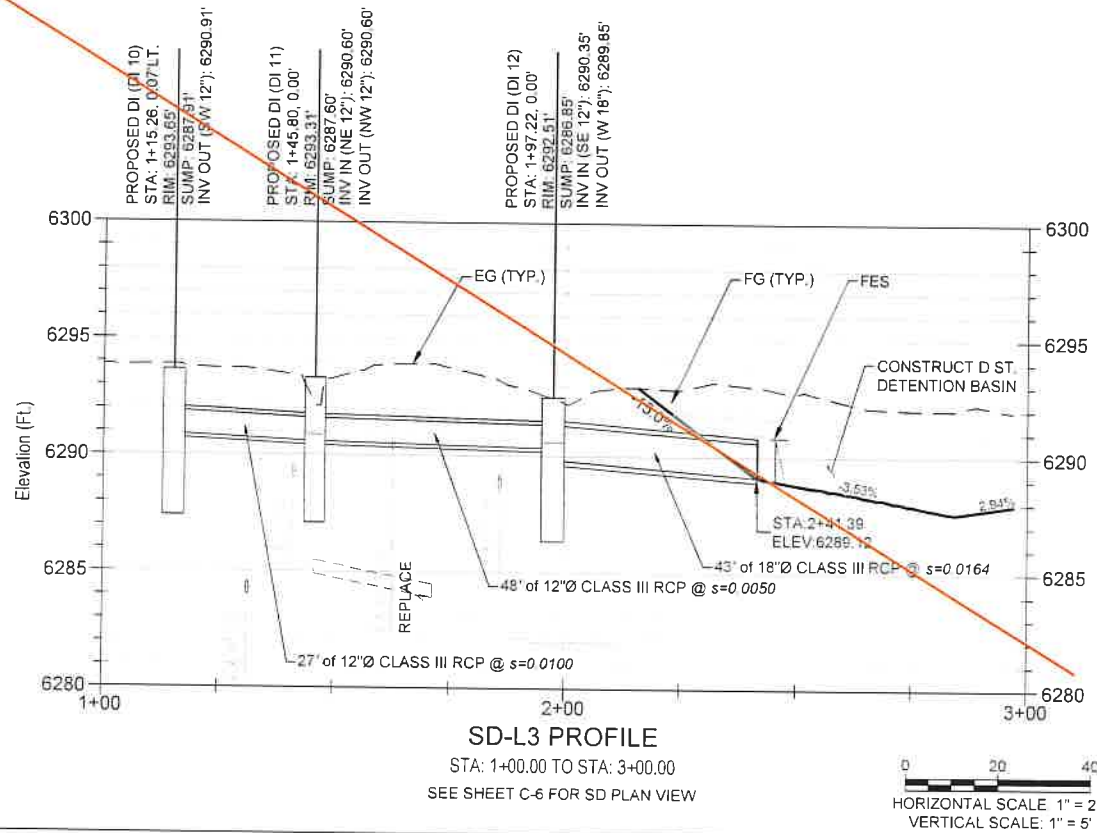 PROPOSED DI (DI 10)
STA: 1+15.26, 0.07'LT.
RIM: 6293.65'
SUMP: 6287.91'
INV OUT (SW 12"): 6290.91'
PROPOSED DI (DI 11)
STA: 1+45.80, 0.00'
RIM: 6293.31'
SUMP: 6287.60'
INV IN (NE 12"): 6290.60'
INV OUT (NW 12"): 6290.60'
PROPOSED DI (DI 12)
STA: 1+97.22, 0.00'
RIM: 6292.51'
SUMP: 6286.85'
INV IN (SE 12"): 6290.35'
INV OUT (W 18"): 6289.85'
6300
6295
6290
6285
6280
Elevation (Ft.)
6300
6295
6290
6285
6280
EG (TYP.)
FG (TYP.)
FES
CONSTRUCT D ST.
DETENTION BASIN
-13.0%
-3.53%
2.94%
STA:2+41.39
ELEV:6289.12
43' of 18"Ø CLASS III RCP @ s=0.0164
48' of 12"Ø CLASS III RCP @ s=0.0050
REPLACE
27' of 12"Ø CLASS III RCP @ s=0.0100
1+00
2+00
3+00
SD-L3 PROFILE
STA: 1+00.00 TO STA: 3+00.00
SEE SHEET C-6 FOR SD PLAN VIEW
0 20 40
HORIZONTAL SCALE 1" = 2
VERTICAL SCALE: 1" = 5'